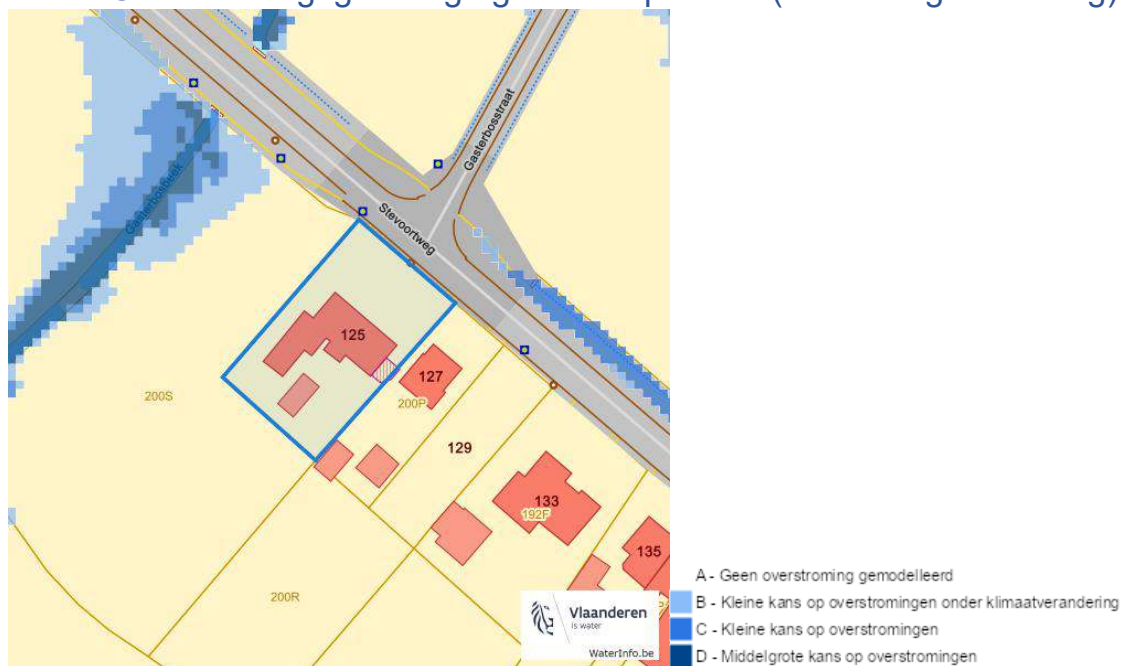 Gasterbosstraat
Gasterbosbeek
Stevoortweg
125
127
200P
200S
129
133
192F
135
200R
Vlaanderen
is water
WaterInfo.be
A - Geen overstroming gemodelleerd
B - Kleine kans op overstromingen onder klimaatverandering
C - Kleine kans op overstromingen
D - Middelgrote kans op overstromingen